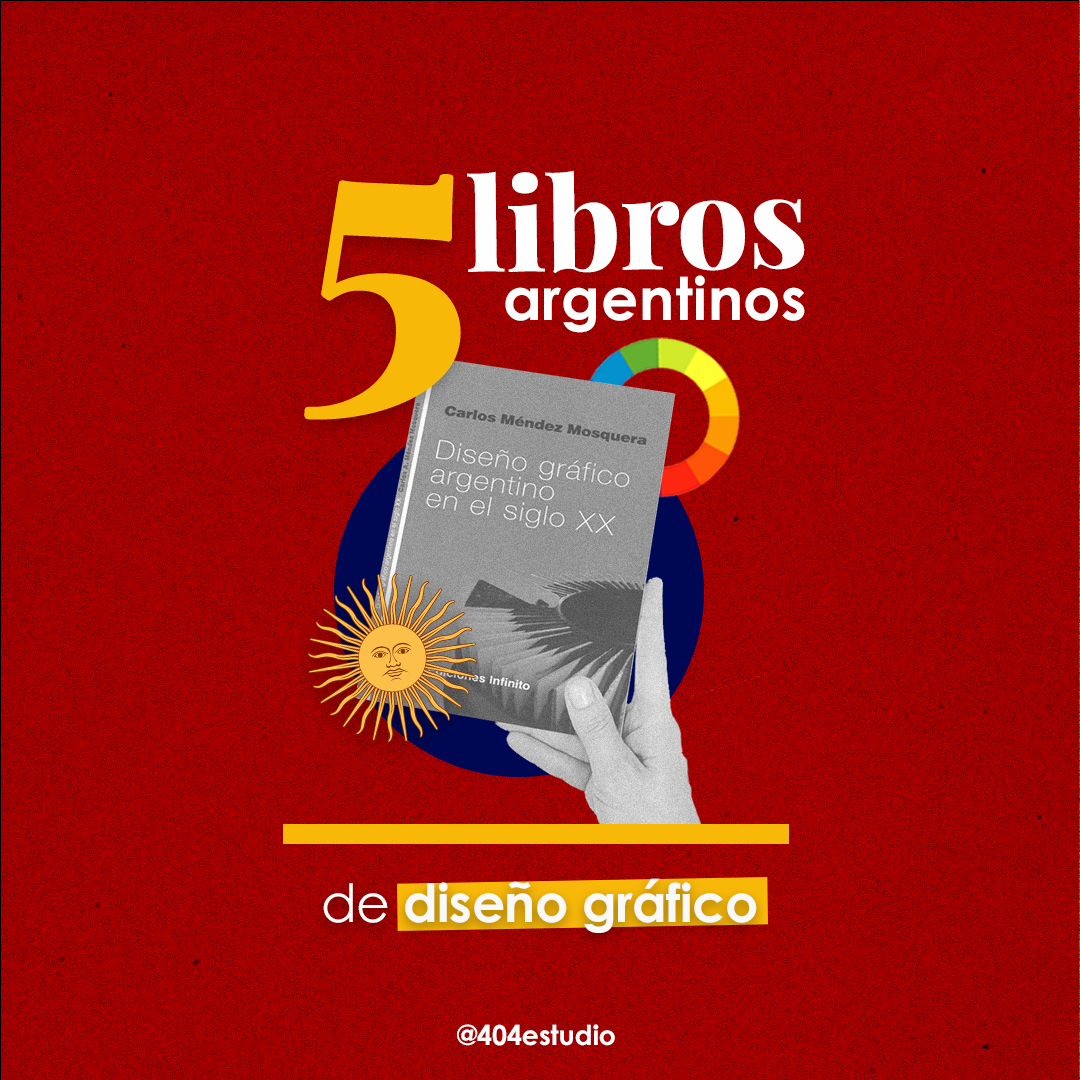 5 libros
argentinos
Carlos Méndez Mosquera
Diseño gráfico
argentino
en el siglo XX
Infinito
de diseño gráfico
@404estudio